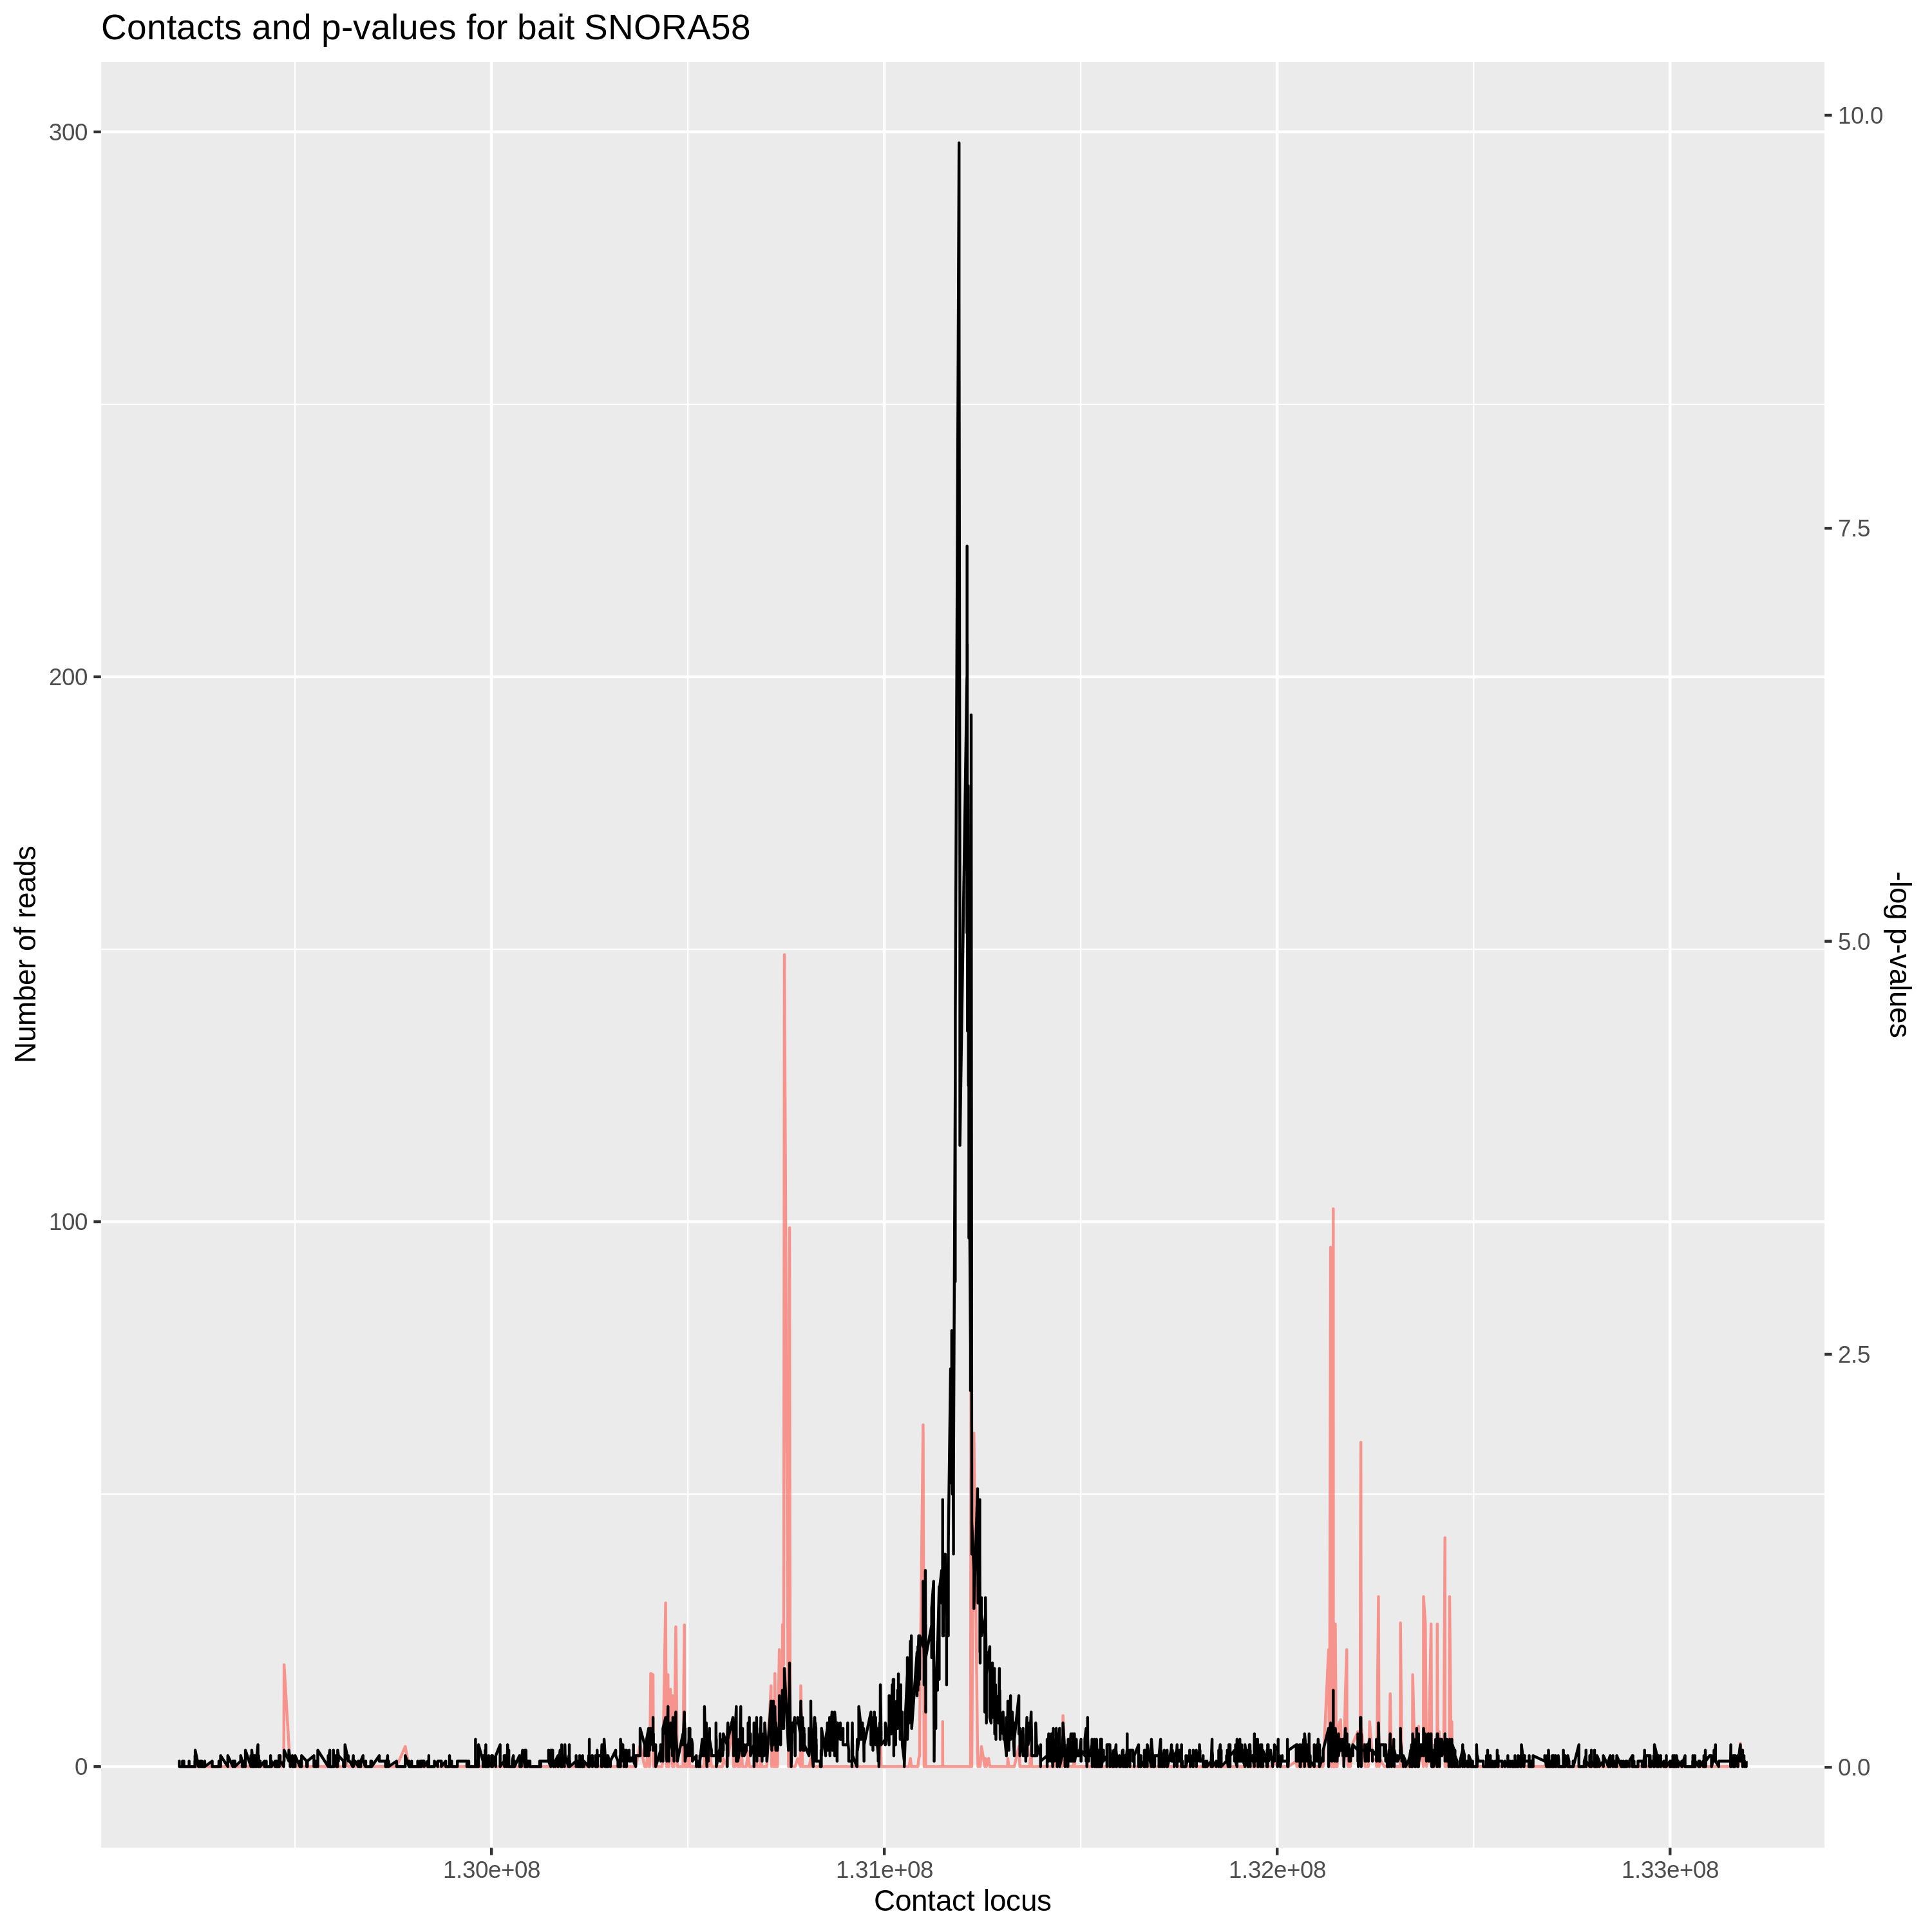 Contacts and p-values for bait SNORA58
300
200
100
0
Number of reads
10.0
7.5
5.0
2.5
0.0
-log p-values
1.30e+08
1.31e+08
1.32e+08
1.33e+08
Contact locus